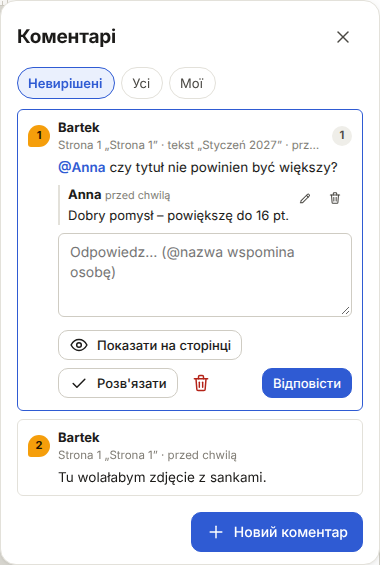 Коментарі
Невирішені
Усі
Мої
1
Bartek
Strona 1 „Strona 1” · tekst „Styczeń 2027” · prz...
1
@Anna czy tytuł nie powinien być większy?
Anna przed chwilą
Dobry pomysł – powiększę do 16 pt.
Odpowiedz... (@nazwa wspomina
osobę)
Показати на сторінці
Розв'язати
Відповісти
2
Bartek
Strona 1 „Strona 1” · przed chwilą
Tu wolałabym zdjęcie z sankami.
Новий коментар